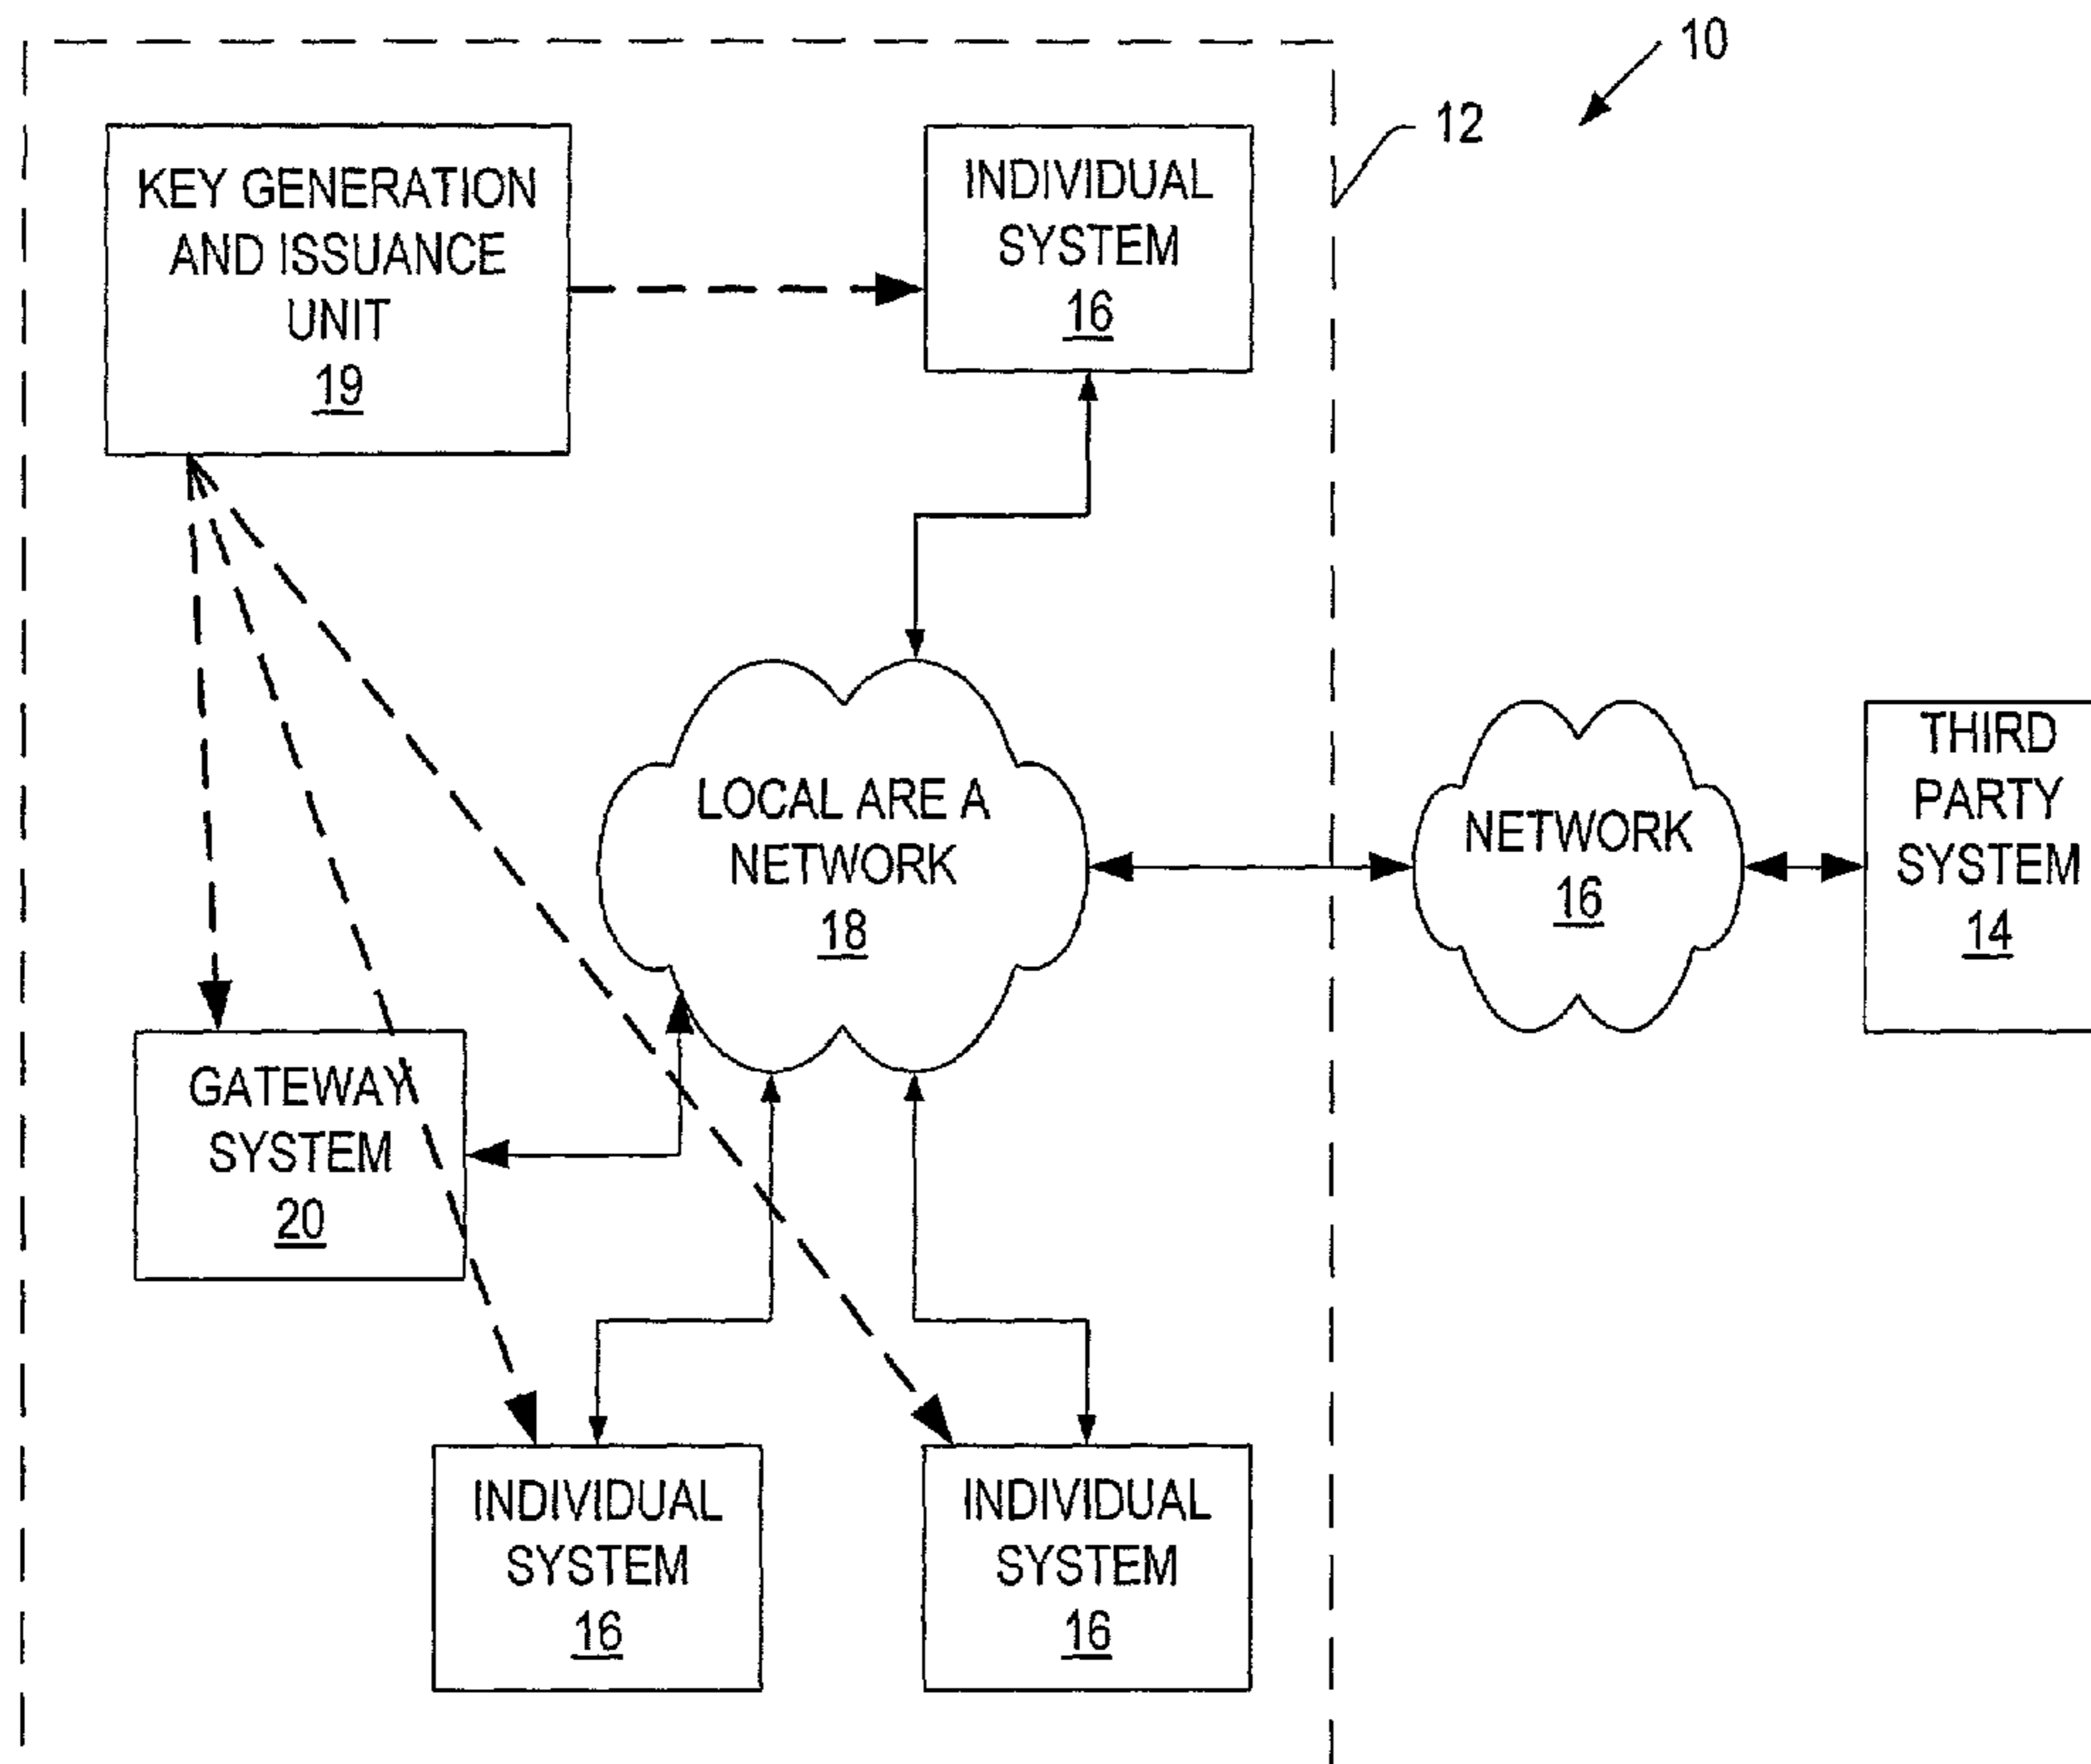 10
12
KEY GENERATION
AND ISSUANCE
UNIT
19
INDIVIDUAL
SYSTEM
16
LOCAL ARE A
NETWORK
18
NETWORK
16
THIRD
PARTY
SYSTEM
14
GATEWAY
SYSTEM
20
INDIVIDUAL
SYSTEM
16
INDIVIDUAL
SYSTEM
16